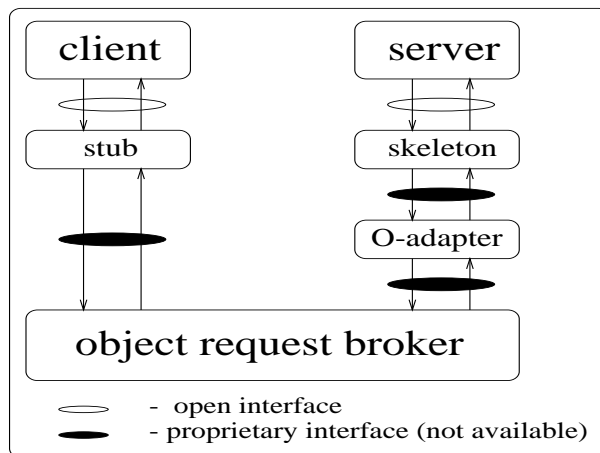 client
server
stub
skeleton
O-adapter
object request broker
- open interface
- proprietary interface (not available)